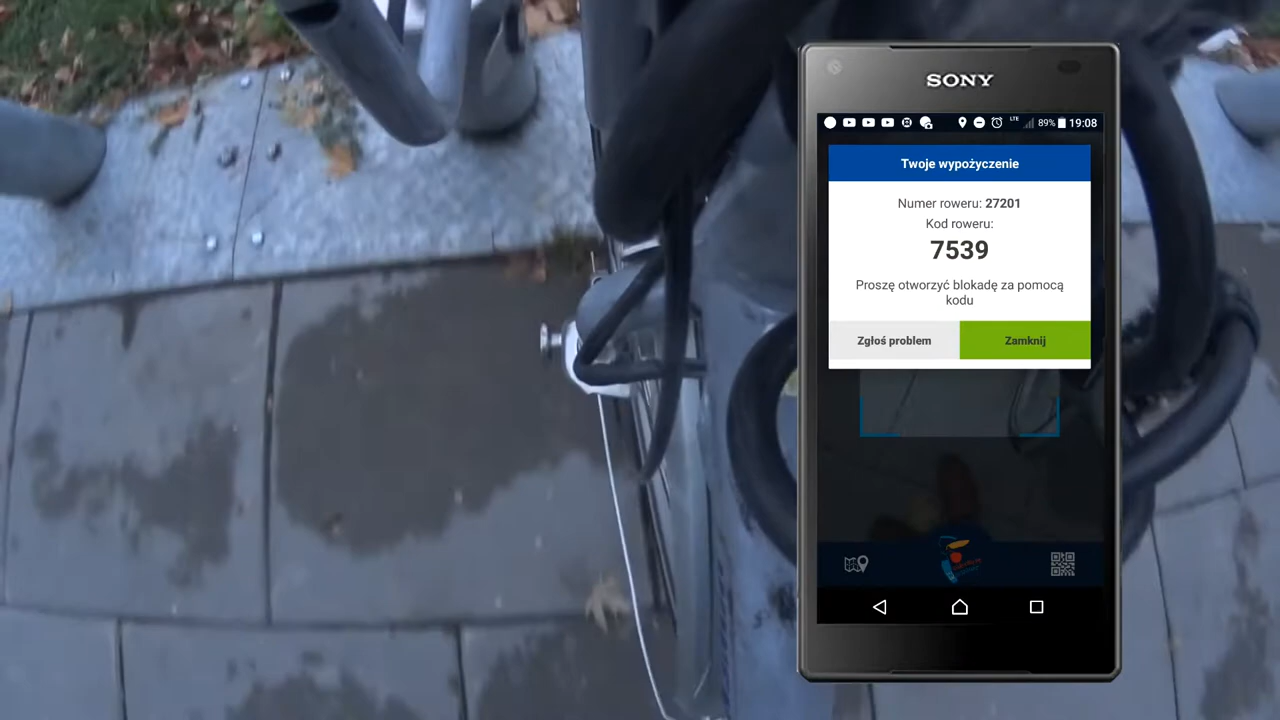 SONY
LTE
89%
19:08
Twoje wypożyczenie
Numer roweru: 27201
Kod roweru:
7539
Proszę otworzyć blokadę za pomocą
kodu
Zgłoś problem
Zamknij